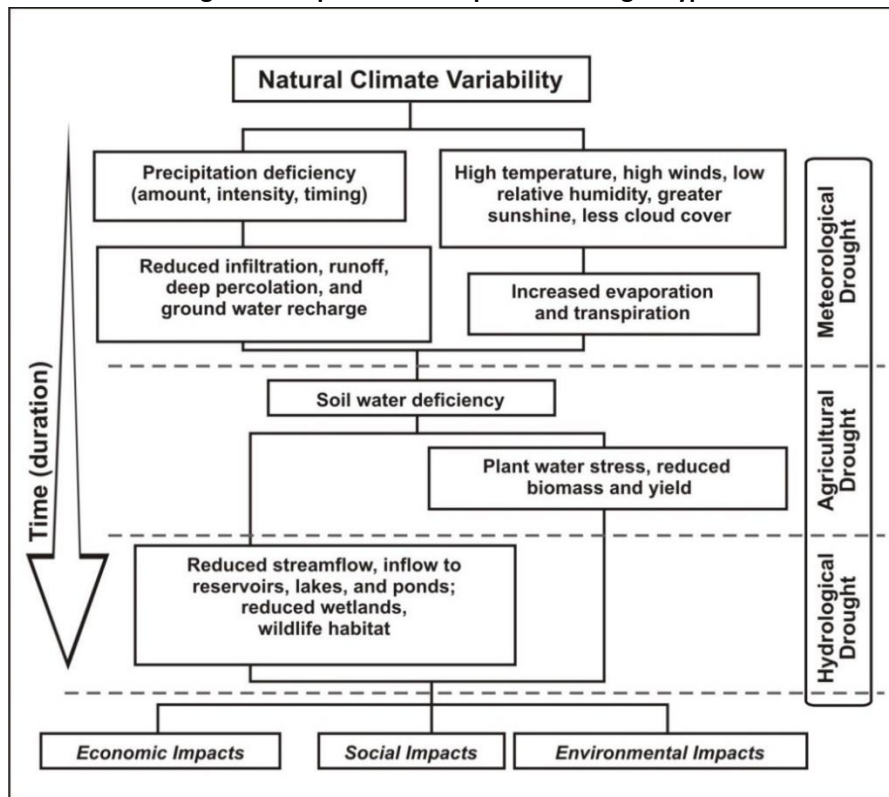 Natural Climate Variability
Precipitation deficiency
(amount, intensity, timing)
High temperature, high winds, low
relative humidity, greater
sunshine, less cloud cover
Reduced infiltration, runoff,
deep percolation, and
ground water recharge
Increased evaporation
and transpiration
Meteorological
Drought
Time (duration)
Soil water deficiency
Plant water stress, reduced
biomass and yield
Agricultural
Drought
Reduced streamflow, inflow to
reservoirs, lakes, and ponds;
reduced wetlands,
wildlife habitat
Hydrological
Drought
Economic Impacts
Social Impacts
Environmental Impacts